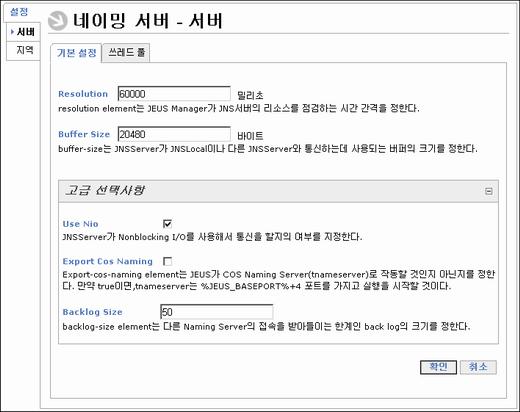 설정
서버
지역
네이밍 서버 - 서버
기본 설정
쓰레드 풀
Resolution 60000 밀리초
resolution element는 JEUS Manager가 JNS서버의 리소스를 점검하는 시간 간격을 정한다.
Buffer Size 20480 바이트
buffer-size는 JNSServer가 JNSLocal이나 다른 JNSServer와 통신하는데 사용되는 버퍼의 크기를 정한다.
고급 선택사항
Use Nio
JNSServer가 Nonblocking I/O를 사용해서 통신을 할지의 여부를 지정한다.
Export Cos Naming
Export-cos-naming element는 JEUS가 COS Naming Server(tnameserver)로 작동할 것인지 아닌지를 정한
다. 만약 true이면,tnameserver는 %JEUS_BASEPORT%+4 포트를 가지고 실행을 시작할 것이다.
Backlog Size 50
backlog-size element는 다른 Naming Server의 접속을 받아들이는 한계인 back log의 크기를 정한다.
확인
취소